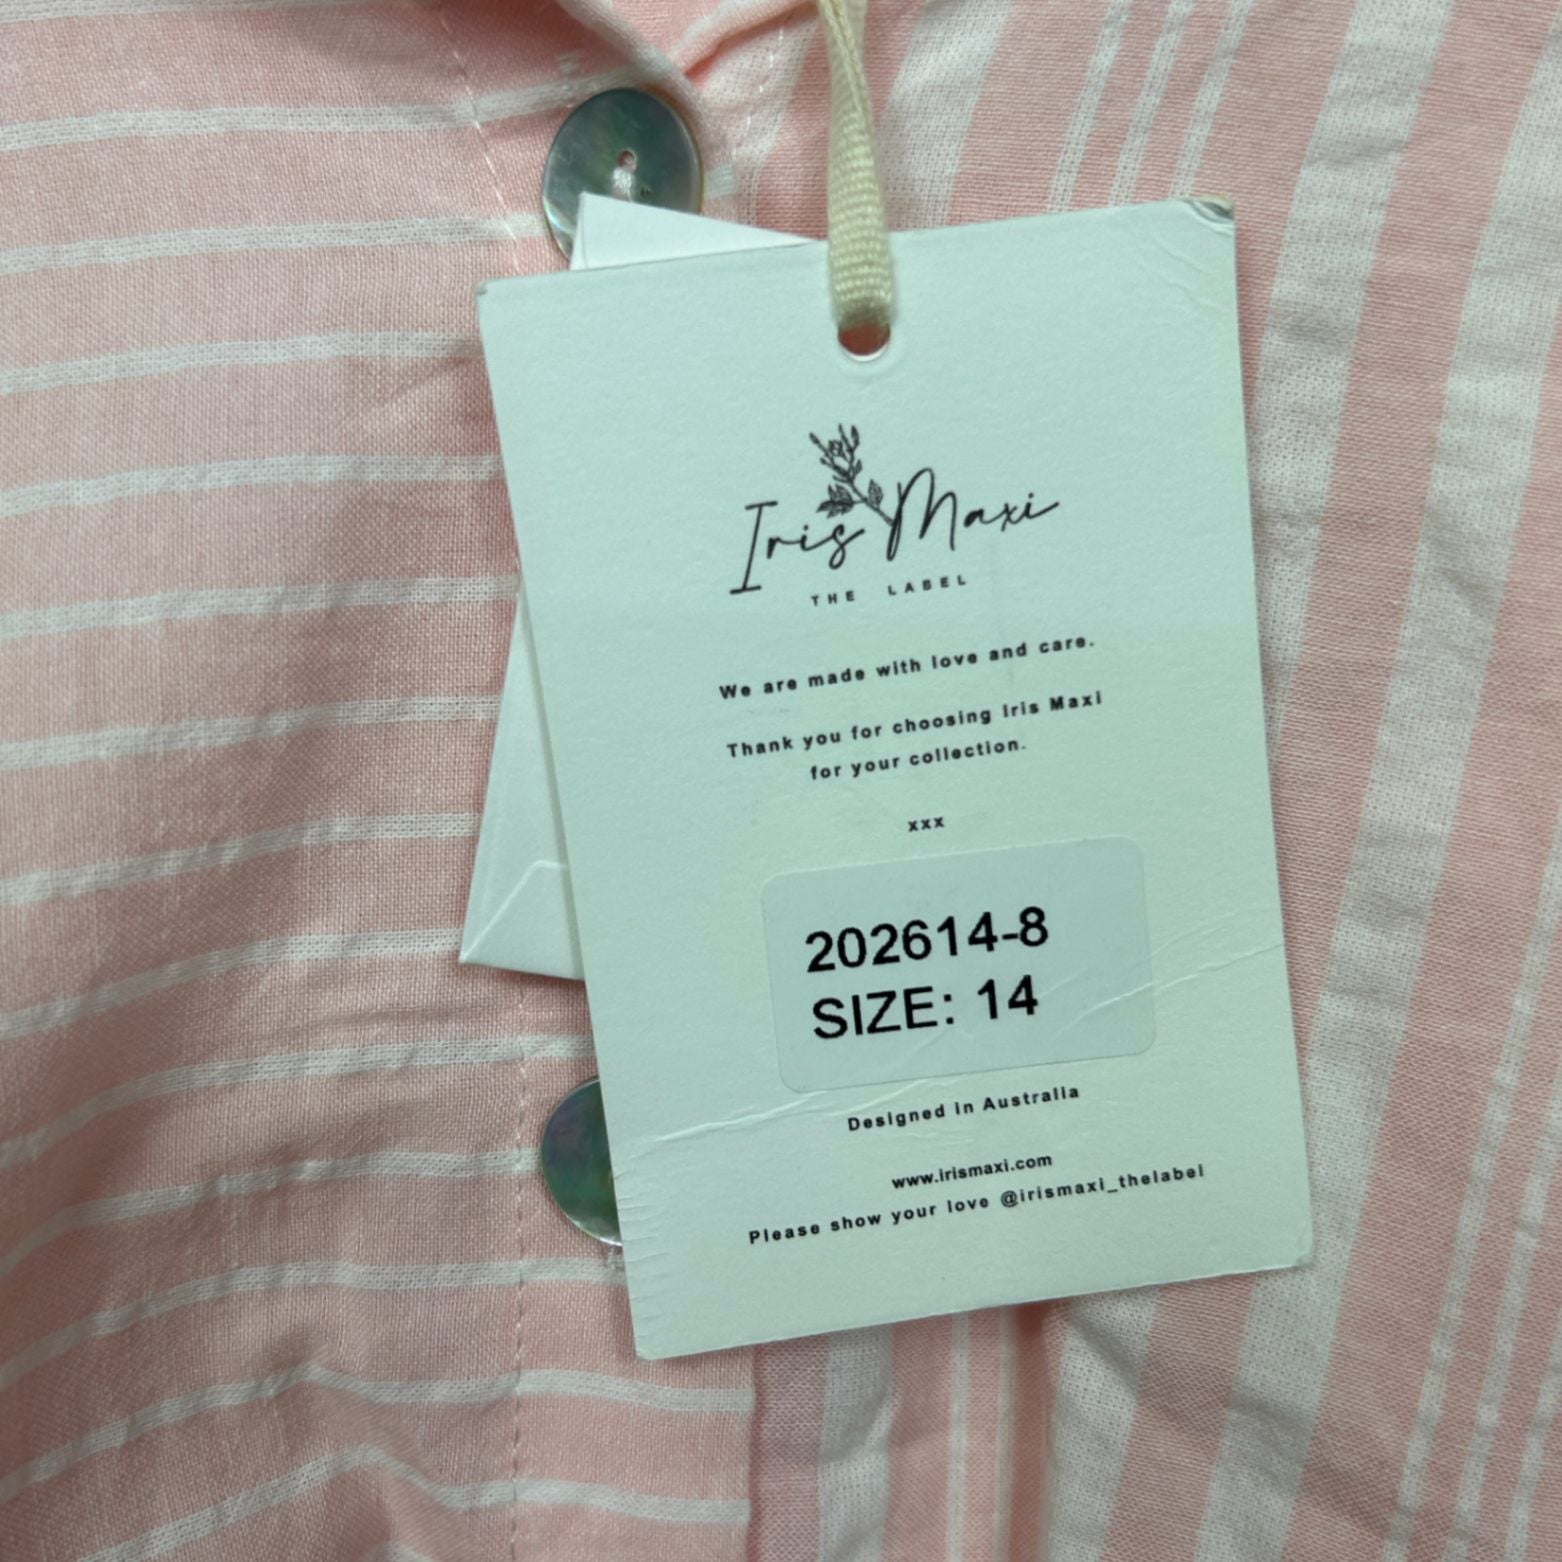 Iris Maxi
THE LABEL
We are made with love and care.
Thank you for choosing Iris Maxi
for your collection.
xxx
202614-8
SIZE: 14
Designed in Australia
www.irismaxi.com
Please show your love @irismaxi_thelabel